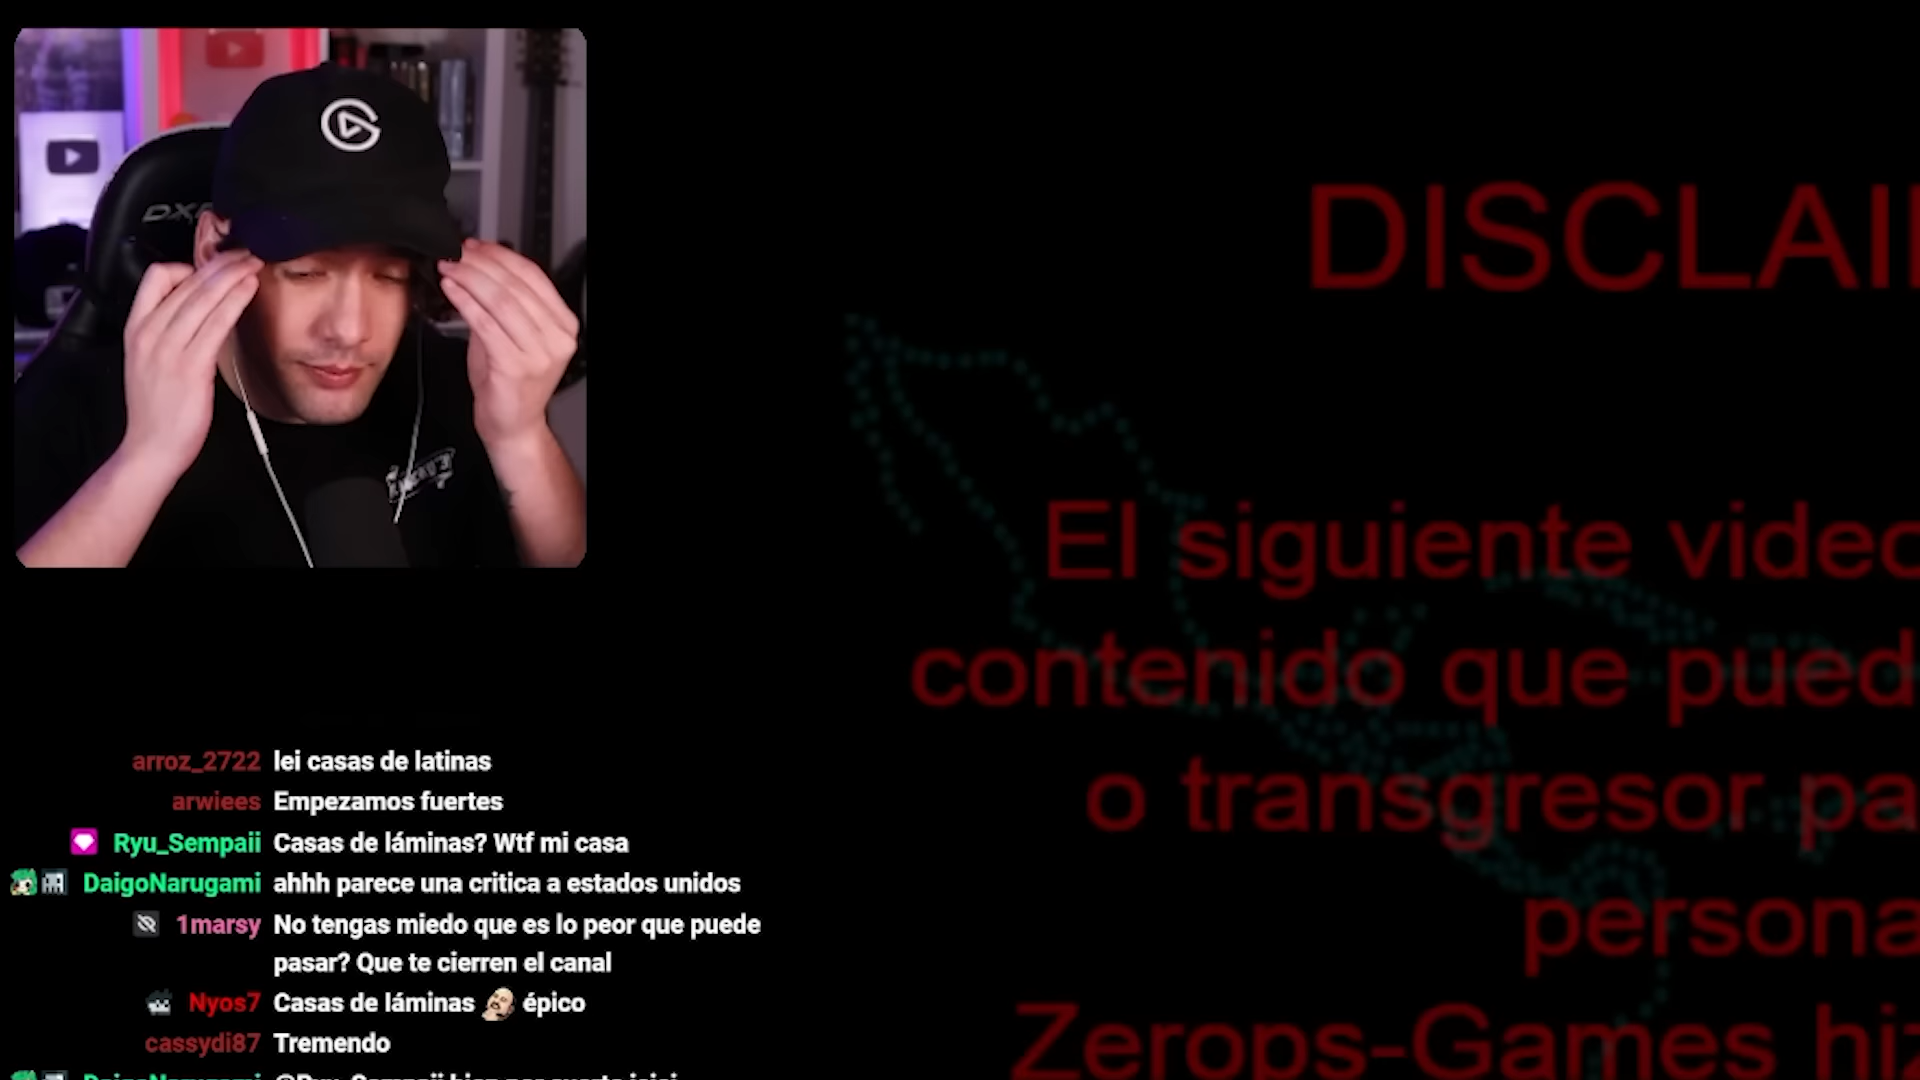 DISCLAI
El siguiente video
contenido que pued
o transgresor pa
persona
Zerops-Games hiz
arroz_2722 lei casas de latinas
arwiees Empezamos fuertes
Ryu_Sempaii Casas de láminas? Wtf mi casa
DaigoNarugami ahhh parece una critica a estados unidos
1marsy No tengas miedo que es lo peor que puede
pasar? Que te cierren el canal
Nyos7 Casas de láminas épico
cassydi87 Tremendo